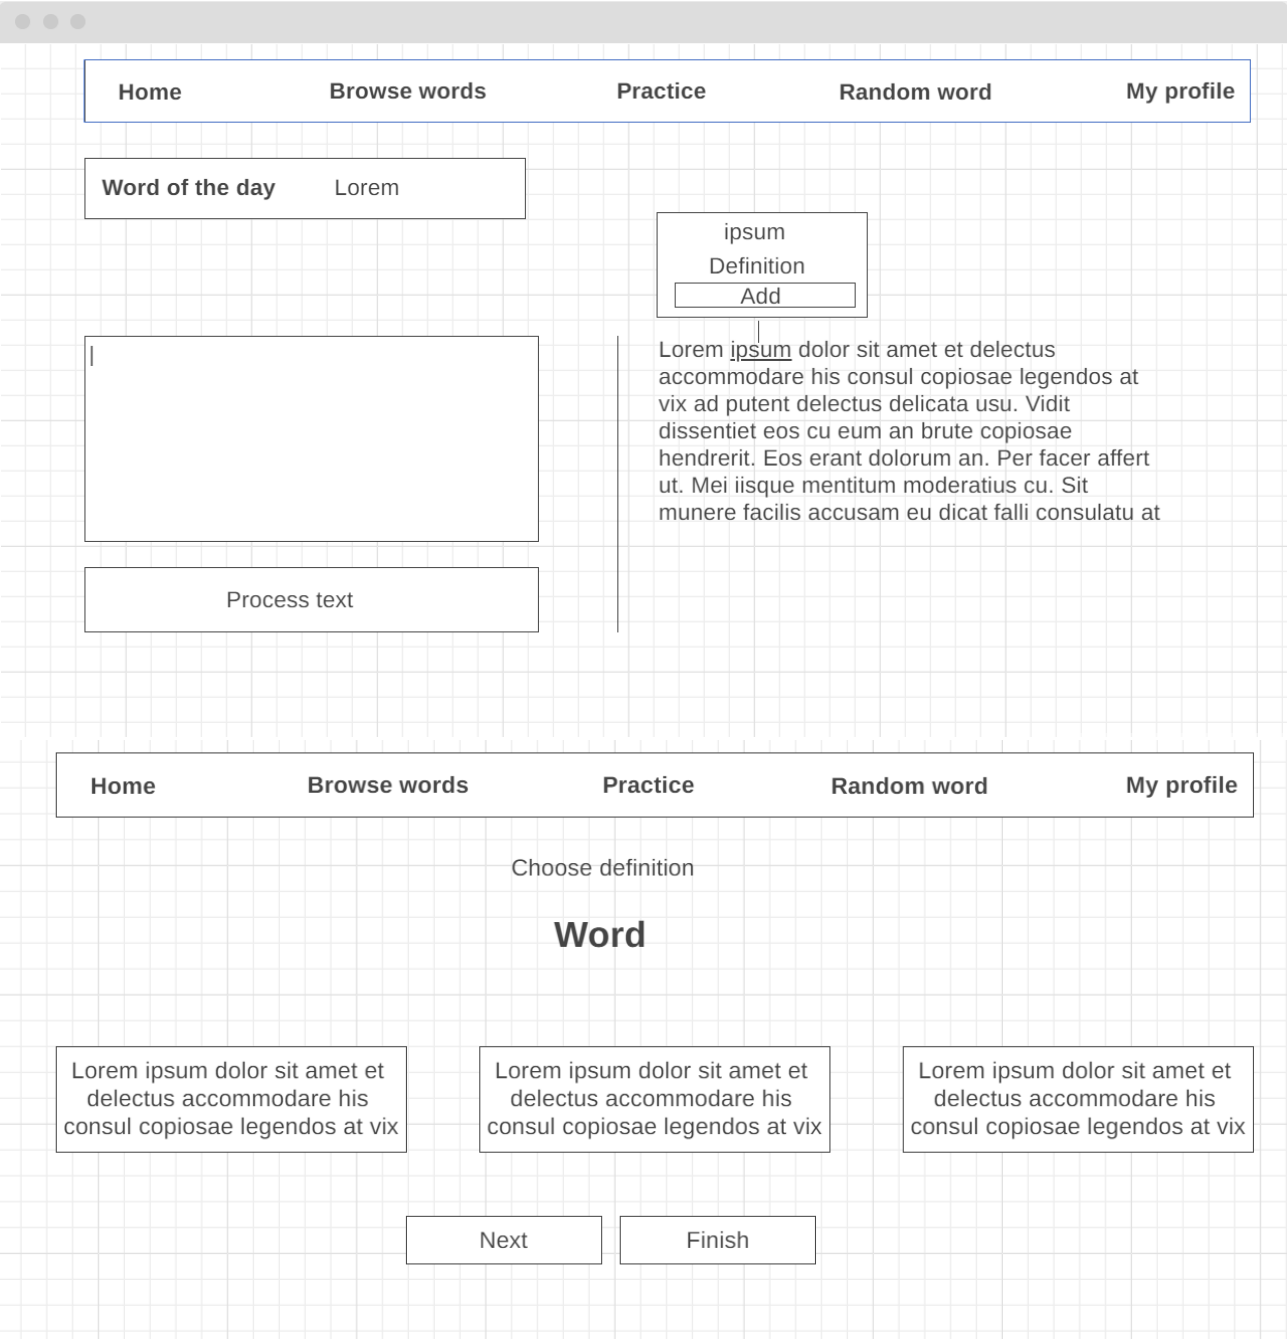 Home Browse words Practice Random word My profile
Word of the day Lorem
ipsum
Definition
Add
Lorem ipsum dolor sit amet et delectus
accommodare his consul copiosae legendos at
vix ad putent delectus delicata usu. Vidit
dissentiet eos cu eum an brute copiosae
hendrerit. Eos erant dolorum an. Per facer affert
ut. Mei iisque mentitum moderatius cu. Sit
munere facilis accusam eu dicat falli consulatu at
Process text
Home Browse words Practice Random word My profile
Choose definition
Word
Lorem ipsum dolor sit amet et
delectus accommodare his
consul copiosae legendos at vix
Lorem ipsum dolor sit amet et
delectus accommodare his
consul copiosae legendos at vix
Lorem ipsum dolor sit amet et
delectus accommodare his
consul copiosae legendos at vix
Next
Finish